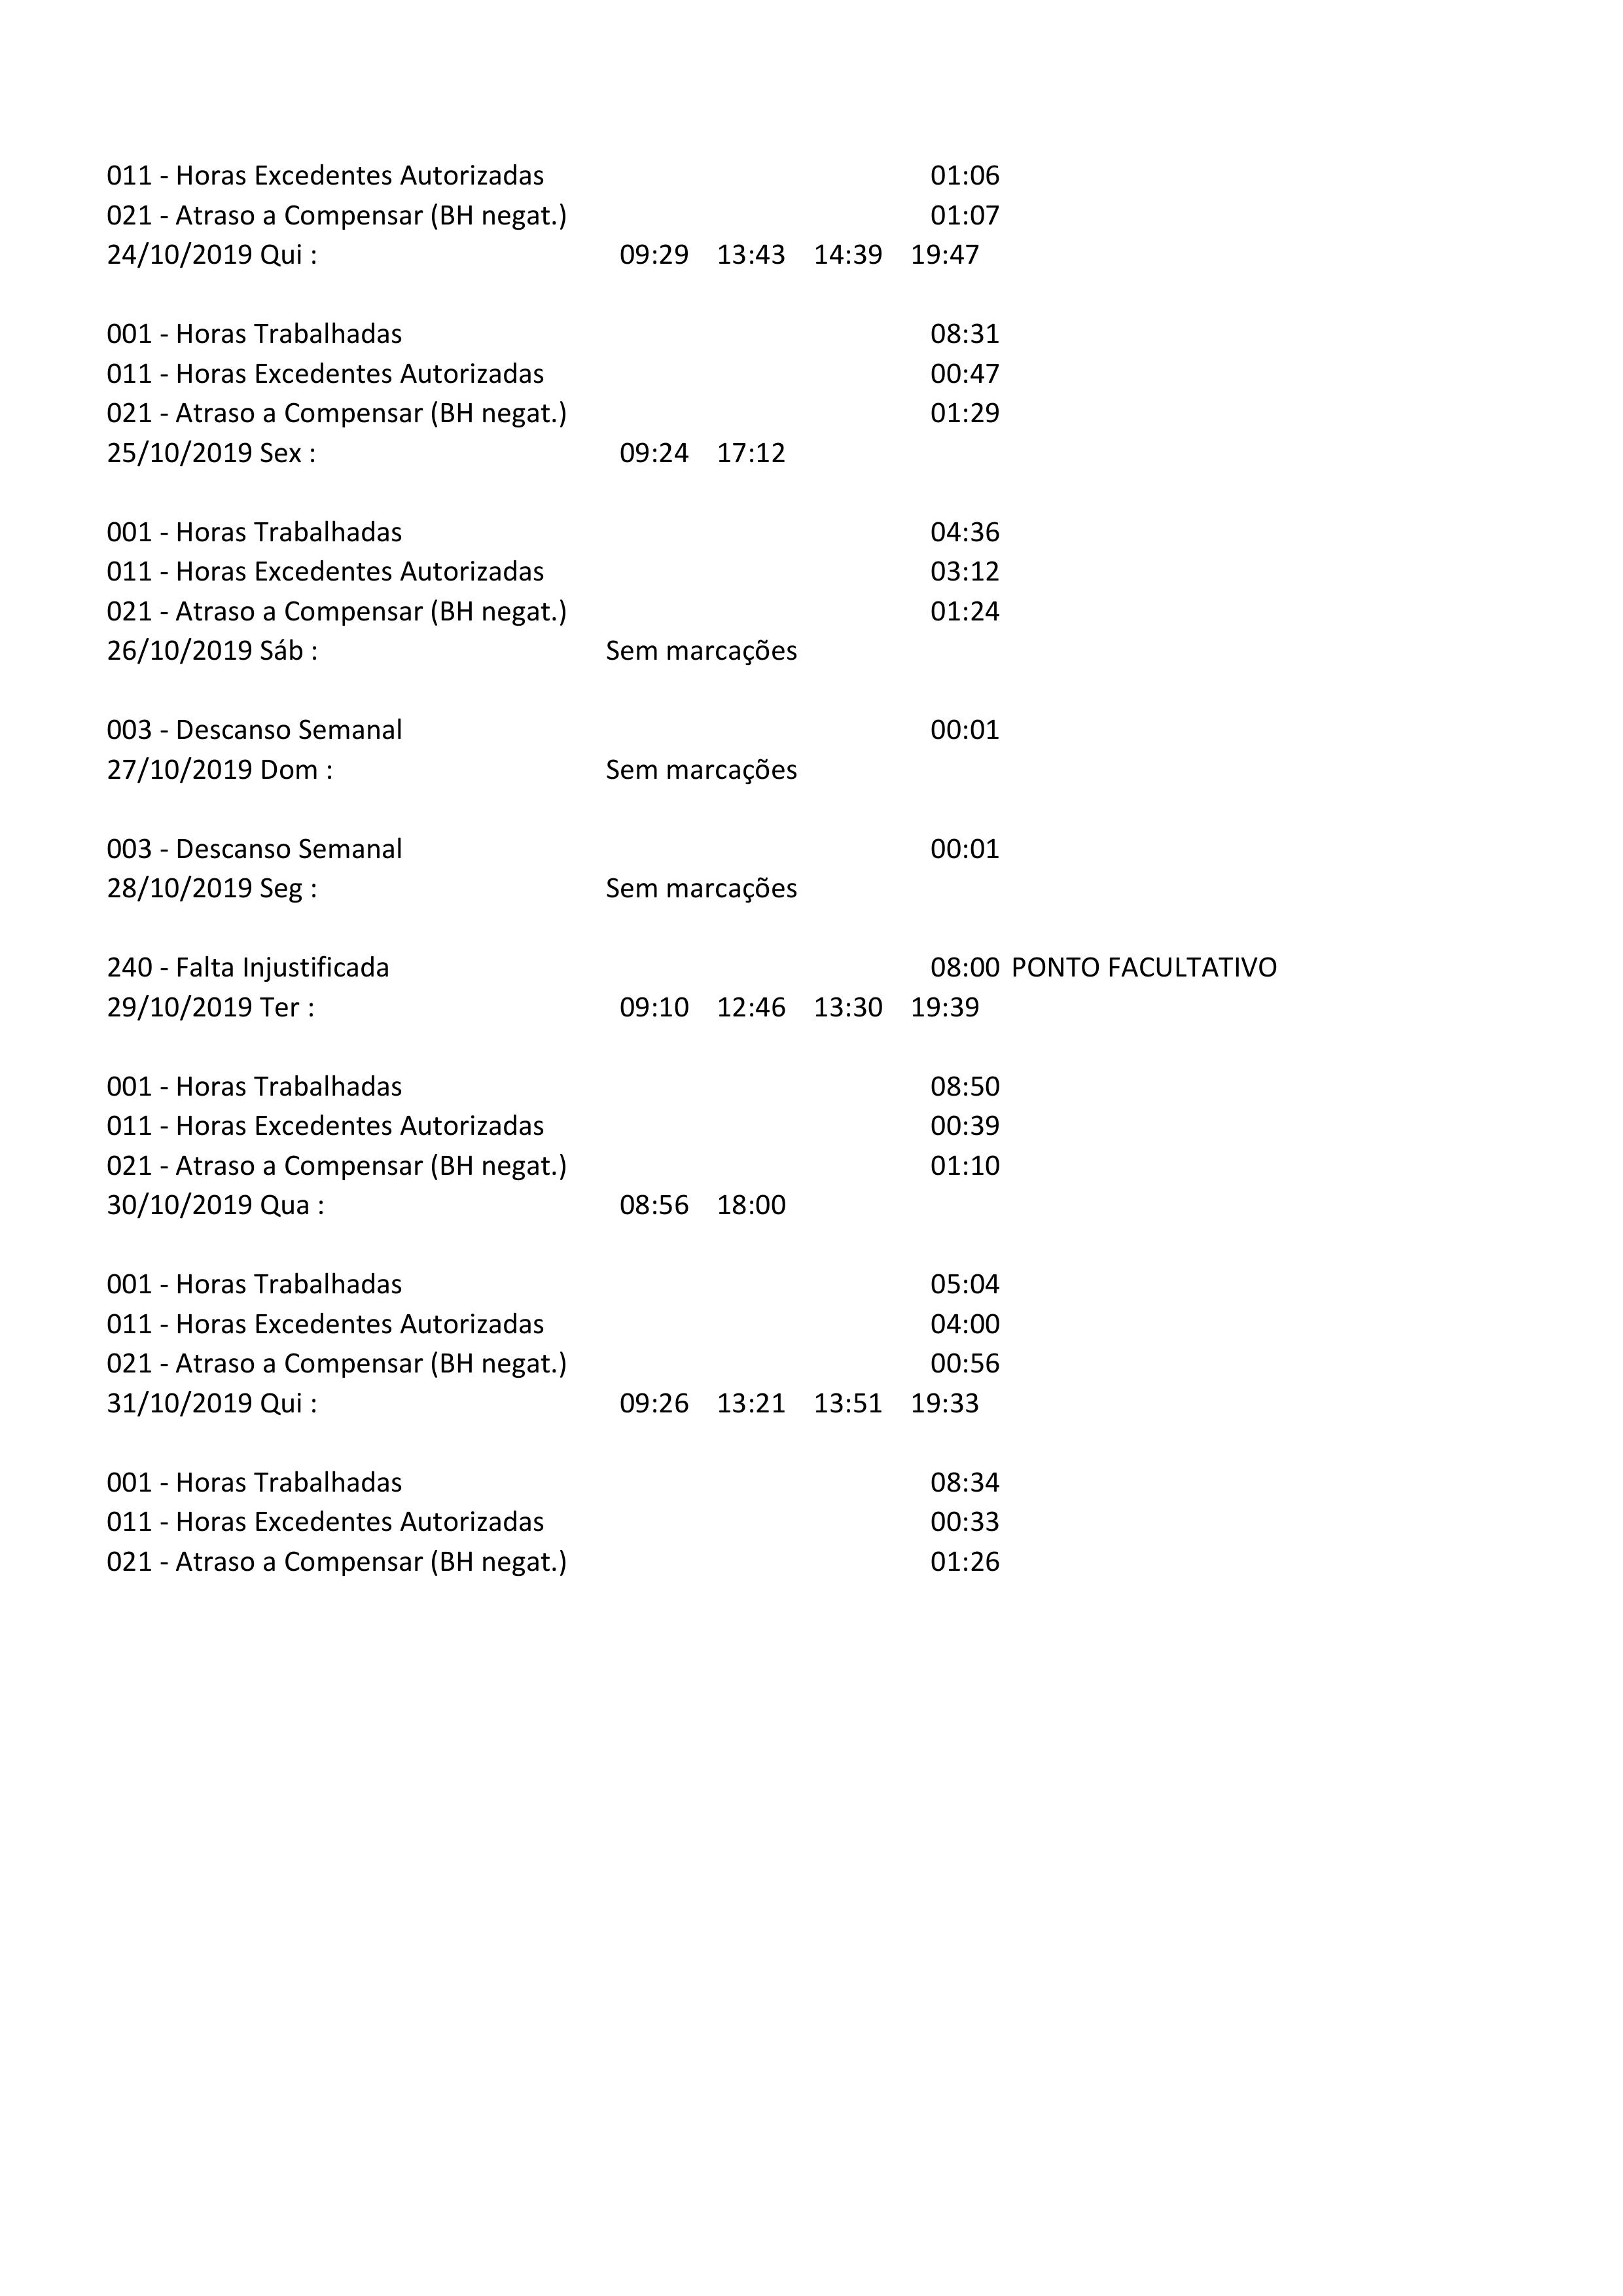 011 - Horas Excedentes Autorizadas 01:06
021 - Atraso a Compensar (BH negat.) 01:07
24/10/2019 Qui : 09:29 13:43 14:39 19:47
001 - Horas Trabalhadas 08:31
011 - Horas Excedentes Autorizadas 00:47
021 - Atraso a Compensar (BH negat.) 01:29
25/10/2019 Sex : 09:24 17:12
001 - Horas Trabalhadas 04:36
011 - Horas Excedentes Autorizadas 03:12
021 - Atraso a Compensar (BH negat.) 01:24
26/10/2019 Sáb : Sem marcações
003 - Descanso Semanal 00:01
27/10/2019 Dom : Sem marcações
003 - Descanso Semanal 00:01
28/10/2019 Seg : Sem marcações
240 - Falta Injustificada 08:00 PONTO FACULTATIVO
29/10/2019 Ter : 09:10 12:46 13:30 19:39
001 - Horas Trabalhadas 08:50
011 - Horas Excedentes Autorizadas 00:39
021 - Atraso a Compensar (BH negat.) 01:10
30/10/2019 Qua : 08:56 18:00
001 - Horas Trabalhadas 05:04
011 - Horas Excedentes Autorizadas 04:00
021 - Atraso a Compensar (BH negat.) 00:56
31/10/2019 Qui : 09:26 13:21 13:51 19:33
001 - Horas Trabalhadas 08:34
011 - Horas Excedentes Autorizadas 00:33
021 - Atraso a Compensar (BH negat.) 01:26